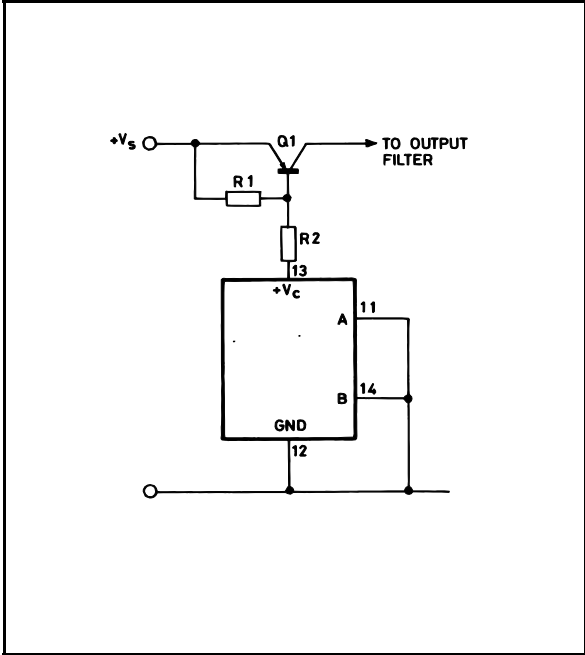 +Vs
Q1
TO OUTPUT
FILTER
R1
R2
13
+Vc
11
A
14
B
GND
12